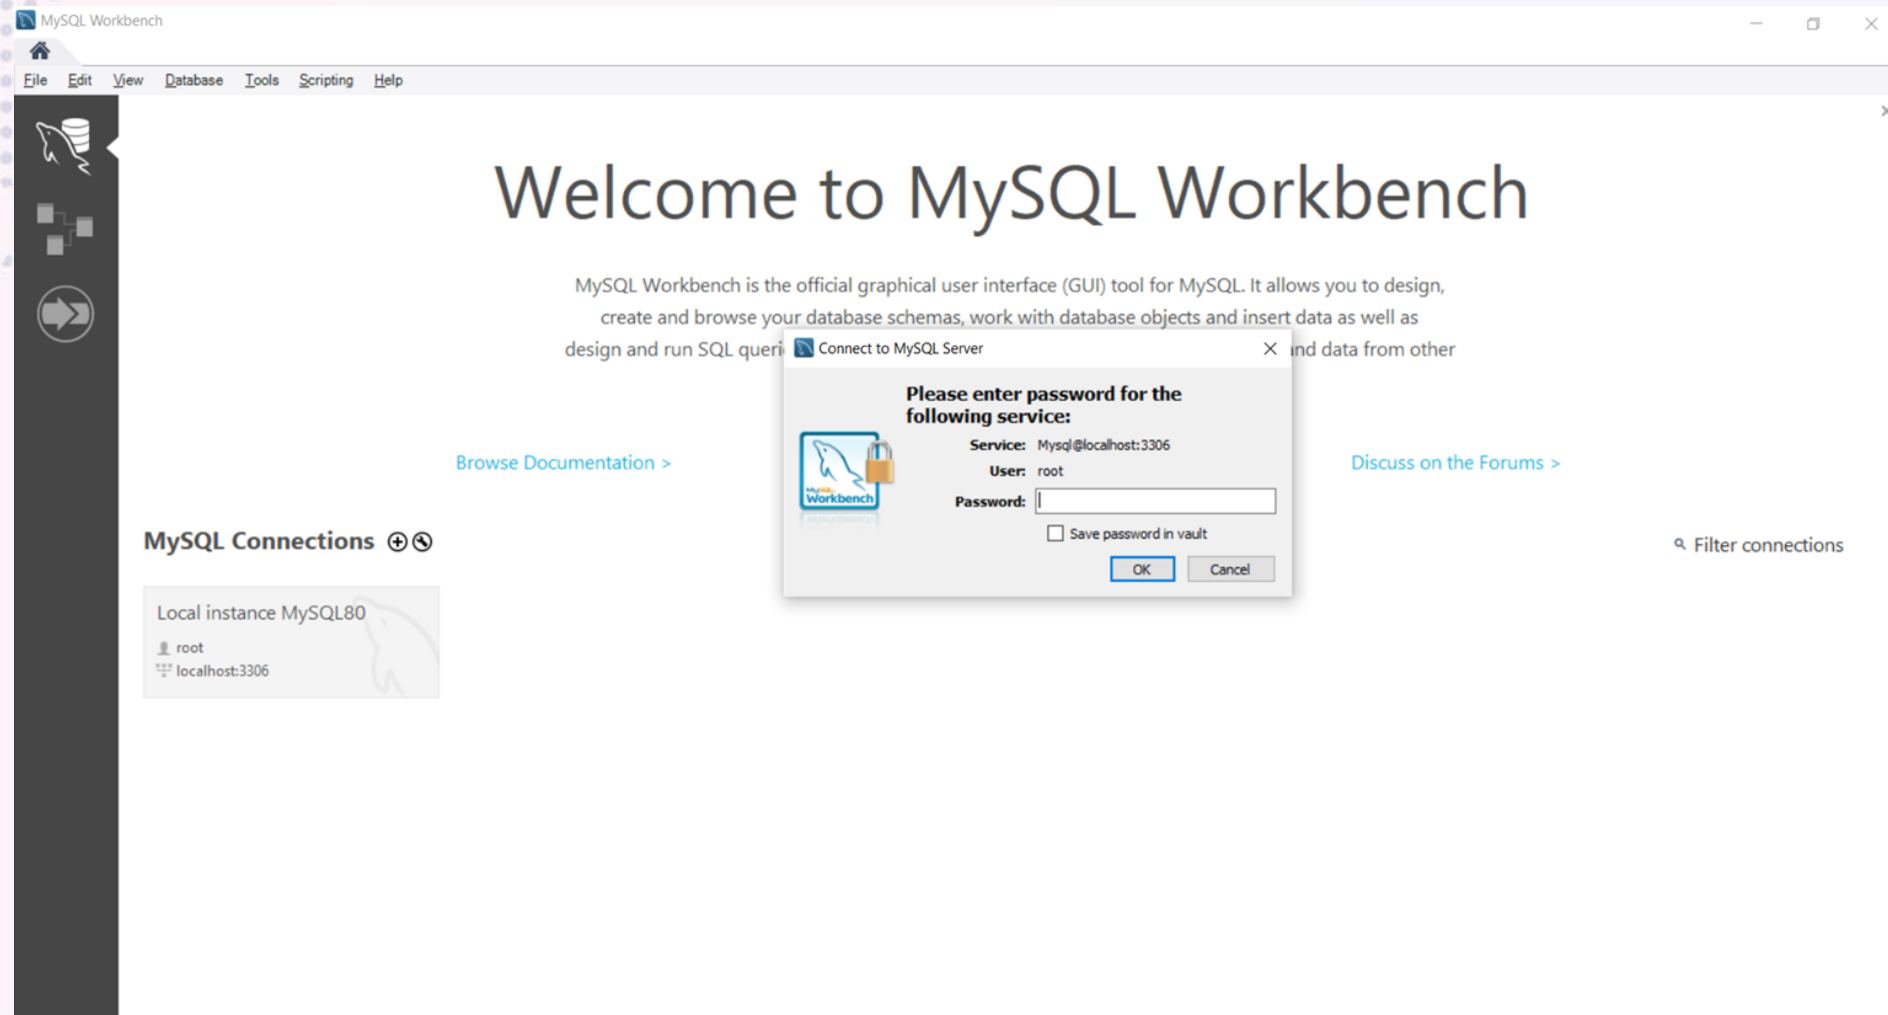 MySQL Workbench
File Edit View Database Tools Scripting Help
Welcome to MySQL Workbench
MySQL Workbench is the official graphical user interface (GUI) tool for MySQL. It allows you to design,
create and browse your database schemas, work with database objects and insert data as well as
design and run SQL queri
nd data from other
Connect to MySQL Server
Please enter password for the
following service:
Service: Mysql@localhost:3306
User: root
Password:
Save password in vault
OK Cancel
MySQL
Workbench
Browse Documentation >
Discuss on the Forums >
MySQL Connections
Filter connections
Local instance MySQL80
root
localhost:3306